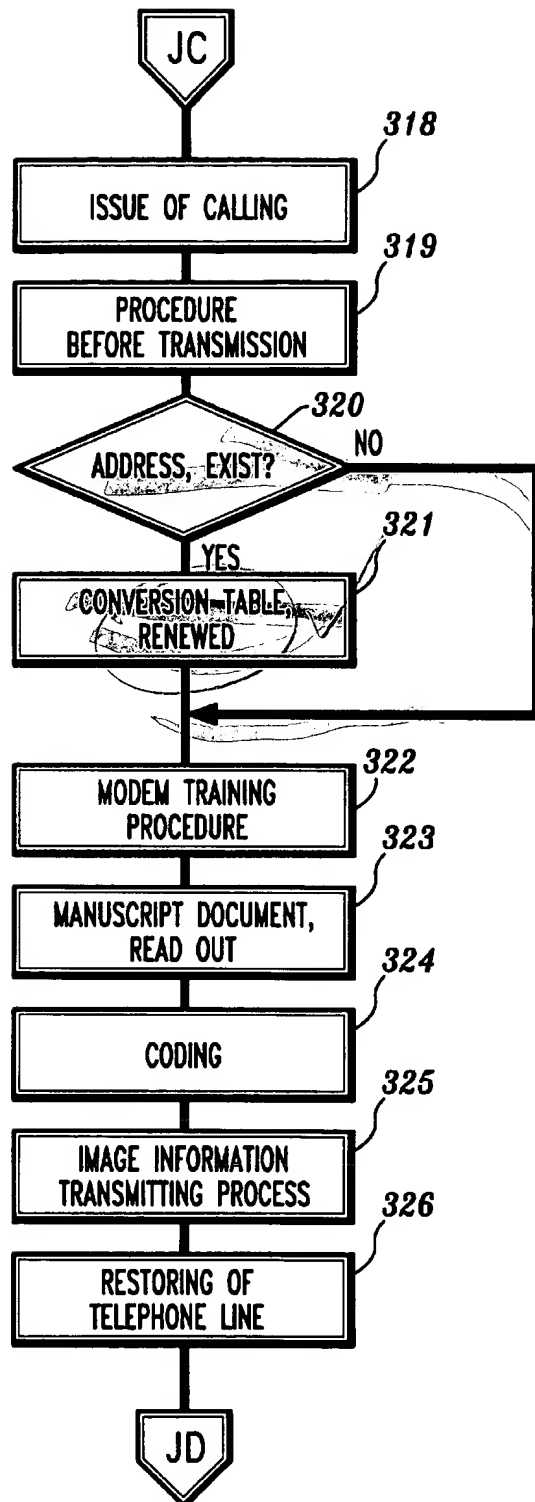 JC
318
ISSUE OF CALLING
319
PROCEDURE
BEFORE TRANSMISSION
320
ADDRESS, EXIST?
NO
YES
321
CONVERSION-TABLE,
RENEWED
322
MODEM TRAINING
PROCEDURE
323
MANUSCRIPT DOCUMENT,
READ OUT
324
CODING
325
IMAGE INFORMATION
TRANSMITTING PROCESS
326
RESTORING OF
TELEPHONE LINE
JD